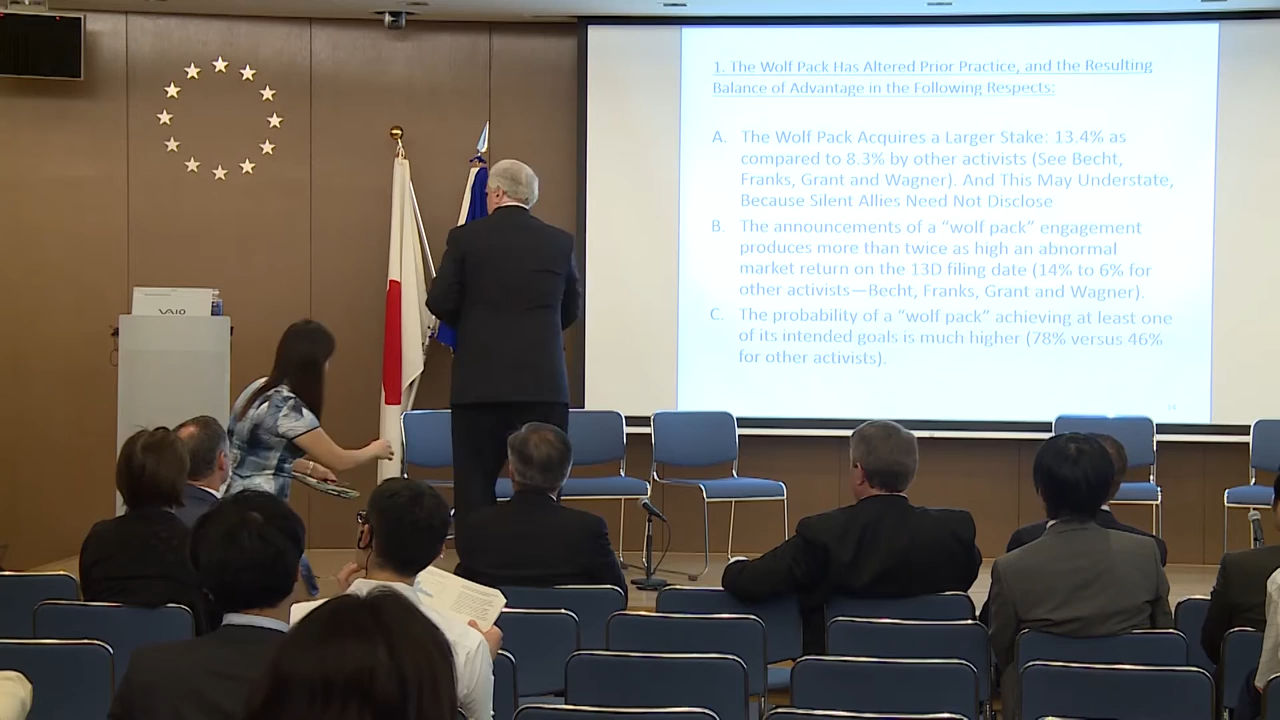 1. The Wolf Pack Has Altered Prior Practice, and the Resulting
Balance of Advantage in the Following Respects:
A. The Wolf Pack Acquires a Larger Stake: 13.4% as
compared to 8.3% by other activists (See Becht,
Franks, Grant and Wagner). And This May Understate,
Because Silent Allies Need Not Disclose
B. The announcements of a “wolf pack” engagement
produces more than twice as high an abnormal
market return on the 13D filing date (14% to 6% for
other activists—Becht, Franks, Grant and Wagner).
C. The probability of a “wolf pack” achieving at least one
of its intended goals is much higher (78% versus 46%
for other activists).
VAIO